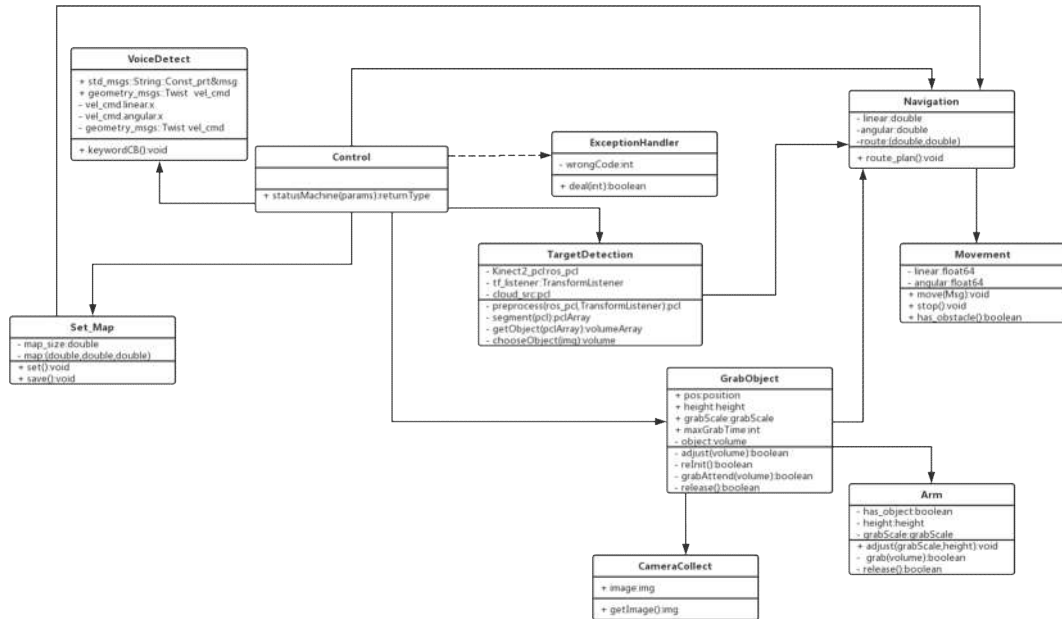 VoiceDetect
+ std_msgs::String::Const_prt&msg
+ geometry_msgs::Twist vel_cmd
- vel_cmd.linear.x
- vel_cmd.angular.x
- geometry_msgs::Twist vel_cmd
+ keywordCB():void
Control
+ statusMachine(params):returnType
ExceptionHandler
- wrongCode:int
+ deal(int):boolean
Navigation
- linear:double
-angular:double
-route:(double,double)
+ route_plan():void
TargetDetection
- Kinect2_pcl:ros_pcl
- tf_listener:TransformListener
- cloud_src:pcl
- preprocess(ros_pcl,TransformListener):pcl
- segment(pcl):pclArray
- getObject(pclArray):volumeArray
- chooseObject(img):volume
Movement
- linear:float64
- angular:float64
+ move(Msg):void
+ stop():void
+ has_obstacle():boolean
Set_Map
- map_size:double
- map:(double,double,double)
+ set():void
+ save():void
GrabObject
+ pos:position
+ height:height
+ grabScale:grabScale
+ maxGrabTime:int
- object:volume
- adjust(volume):boolean
- reInit():boolean
- grabAttend(volume):boolean
- release():boolean
Arm
- has_object:boolean
- height:height
- grabScale:grabScale
+ adjust(grabScale,height):void
- grab(volume):boolean
- release():boolean
CameraCollect
+ image:img
+ getImage():img